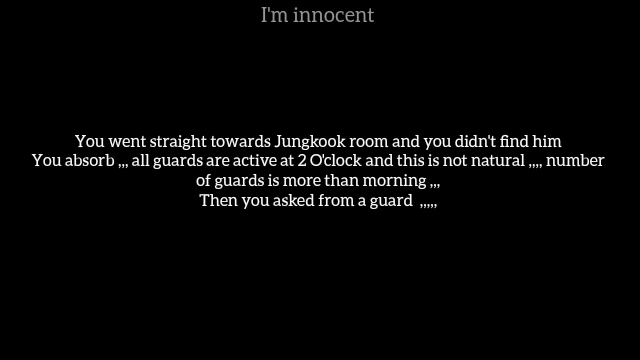 I'm innocent
You went straight towards Jungkook room and you didn't find him
You absorb ,,, all guards are active at 2 O'clock and this is not natural ,,,, number
of guards is more than morning ,,,
Then you asked from a guard  ,,,,,